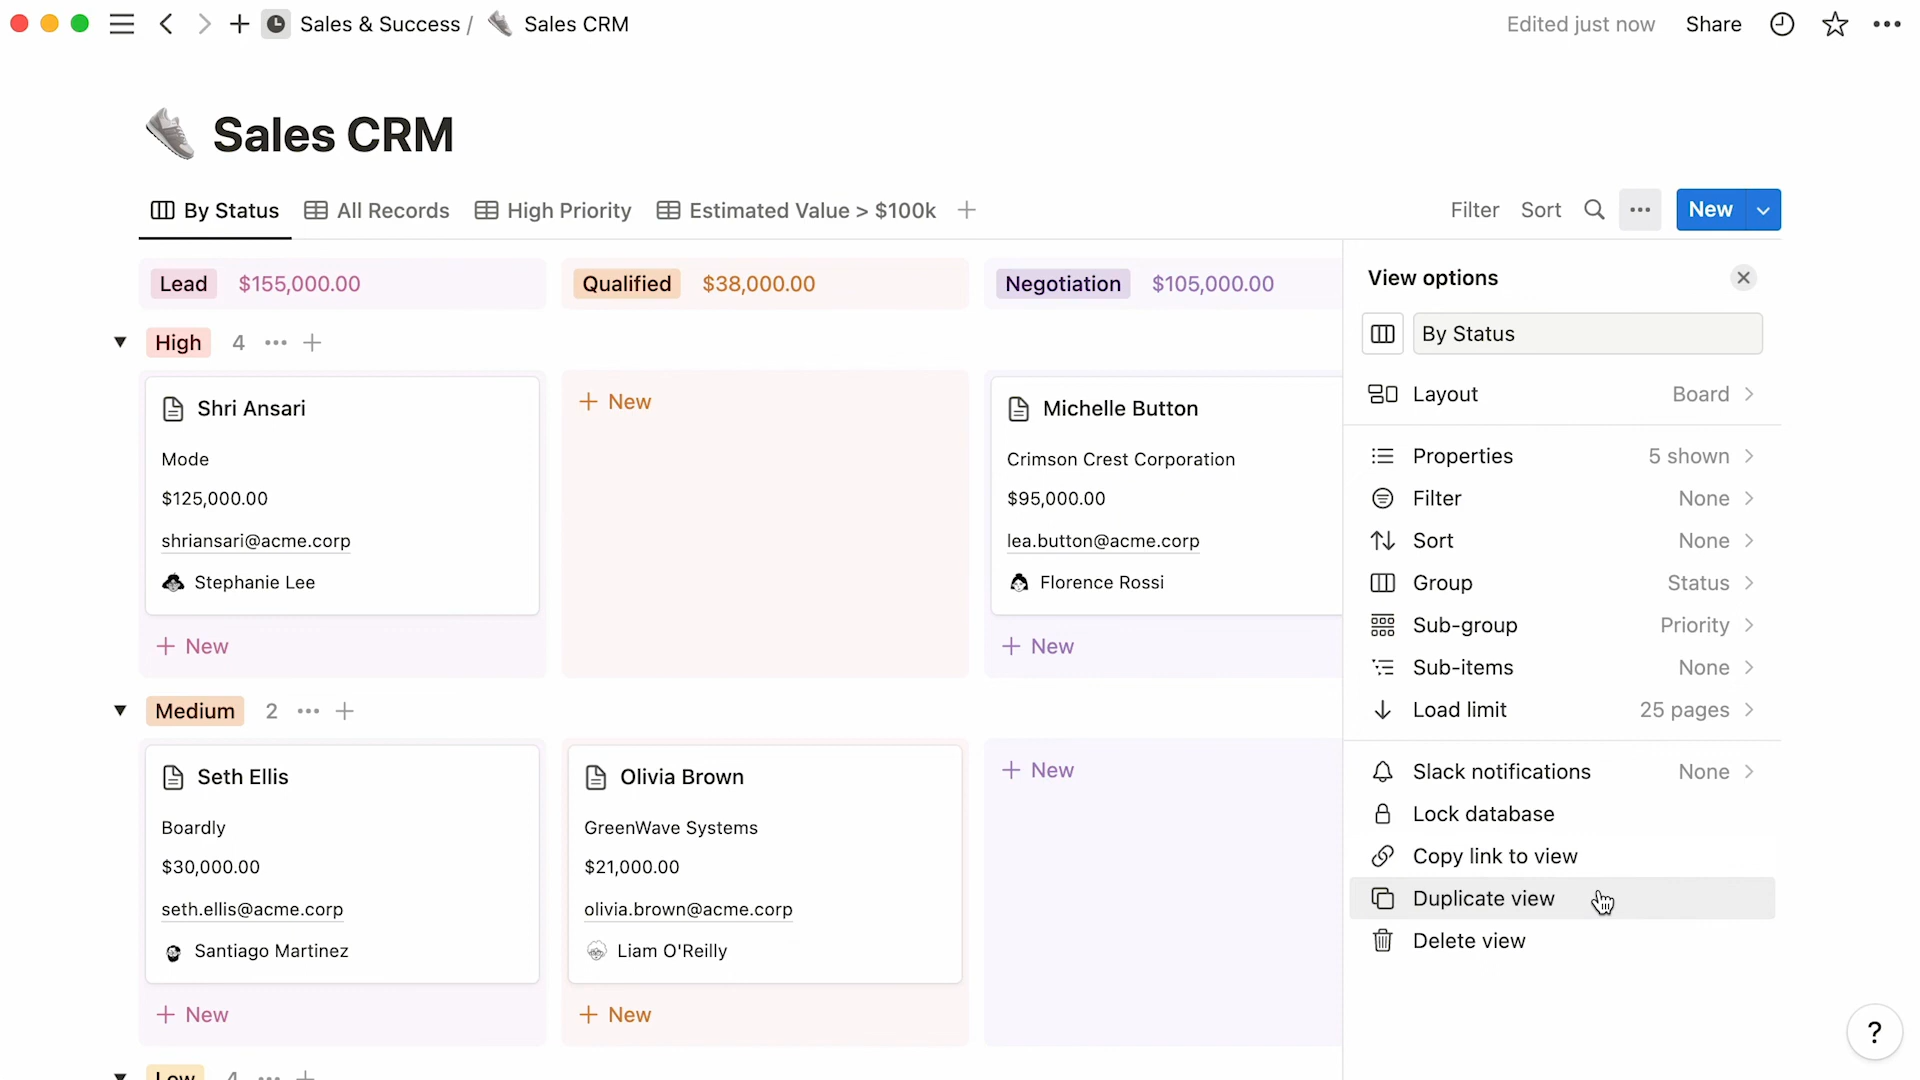 Sales & Success / Sales CRM
Edited just now Share
Sales CRM
By Status All Records High Priority Estimated Value > $100k
Filter Sort New
Lead $155,000.00 Qualified $38,000.00 Negotiation $105,000.00
High 4
Shri Ansari
Mode
$125,000.00
shriansari@acme.corp
Stephanie Lee
+ New
+ New
Michelle Button
Crimson Crest Corporation
$95,000.00
lea.button@acme.corp
Florence Rossi
+ New
Medium 2
Seth Ellis
Boardly
$30,000.00
seth.ellis@acme.corp
Santiago Martinez
+ New
Olivia Brown
GreenWave Systems
$21,000.00
olivia.brown@acme.corp
Liam O'Reilly
+ New
+ New
Low 4
View options
By Status
Layout Board
Properties 5 shown
Filter None
Sort None
Group Status
Sub-group Priority
Sub-items None
Load limit 25 pages
Slack notifications None
Lock database
Copy link to view
Duplicate view
Delete view
?